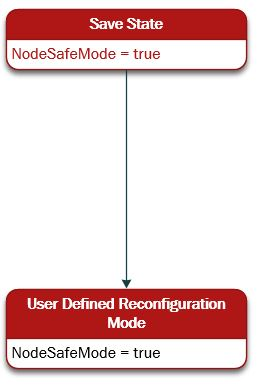 Save State
NodeSafeMode = true
User Defined Reconfiguration
Mode
NodeSafeMode = true